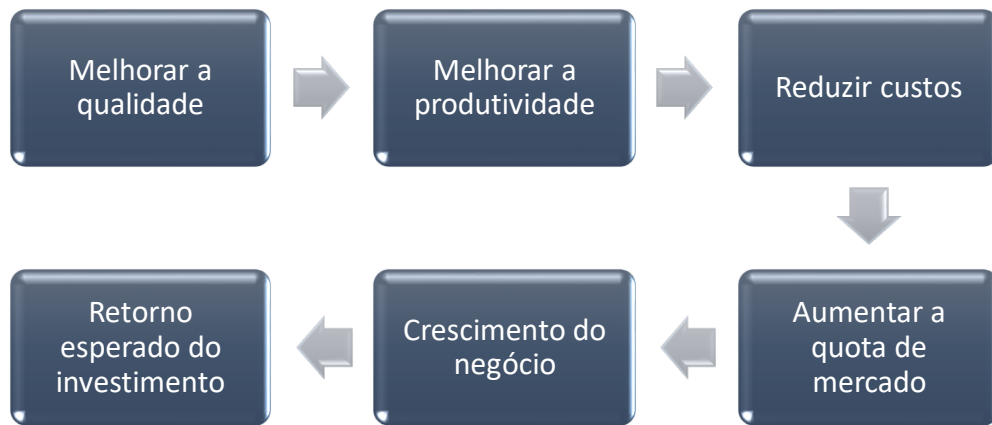 Melhorar a
qualidade
Melhorar a
produtividade
Reduzir custos
Aumentar a
quota de
mercado
Crescimento do
negócio
Retorno
esperado do
investimento